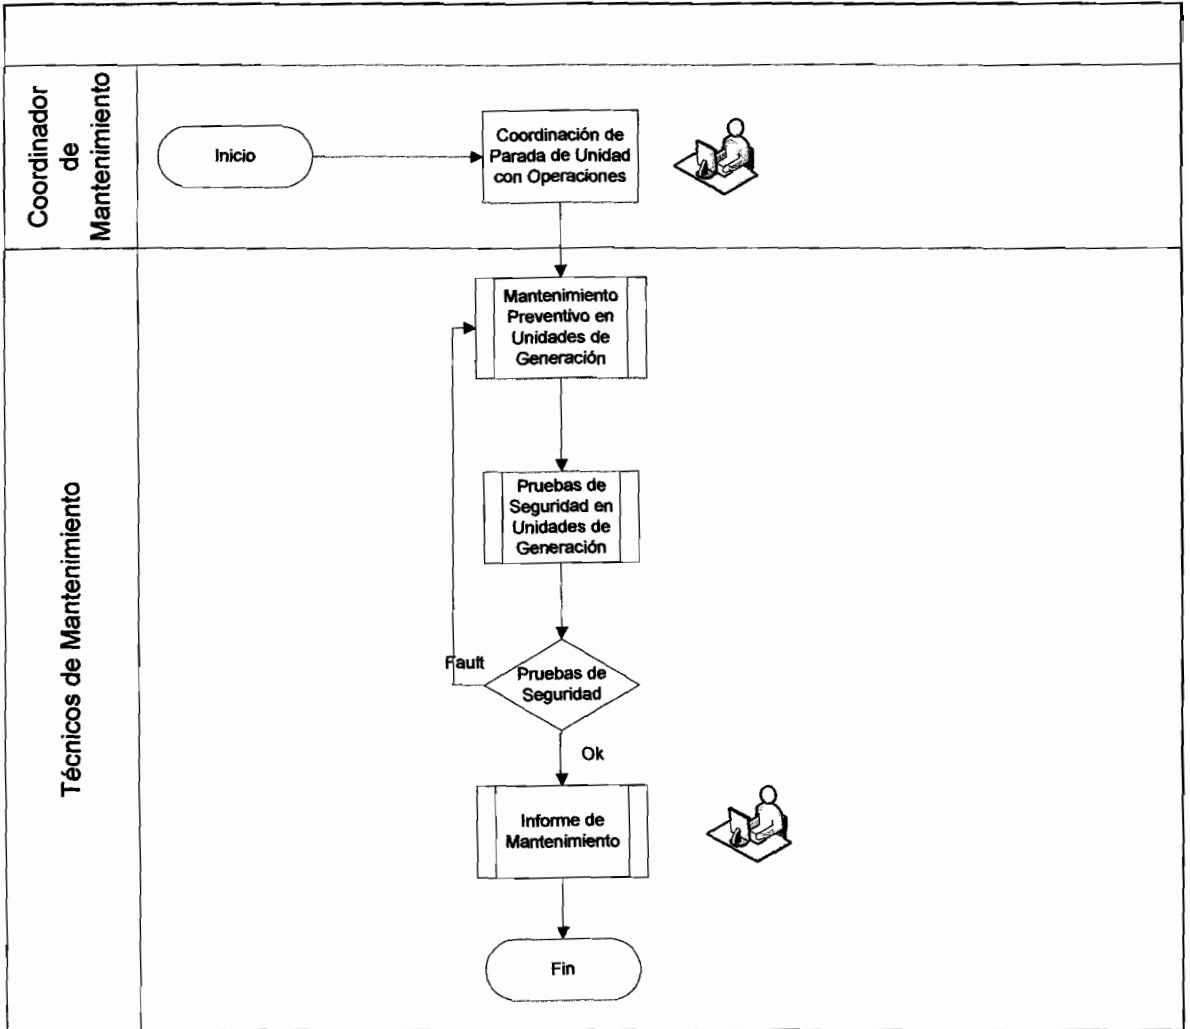 Coordinador
de
Mantenimiento
Inicio
Coordinación de
Parada de Unidad
con Operaciones
Técnicos de Mantenimiento
Mantenimiento
Preventivo en
Unidades de
Generación
Pruebas de
Seguridad en
Unidades de
Generación
Fault
Pruebas de
Seguridad
Ok
Informe de
Mantenimiento
Fin